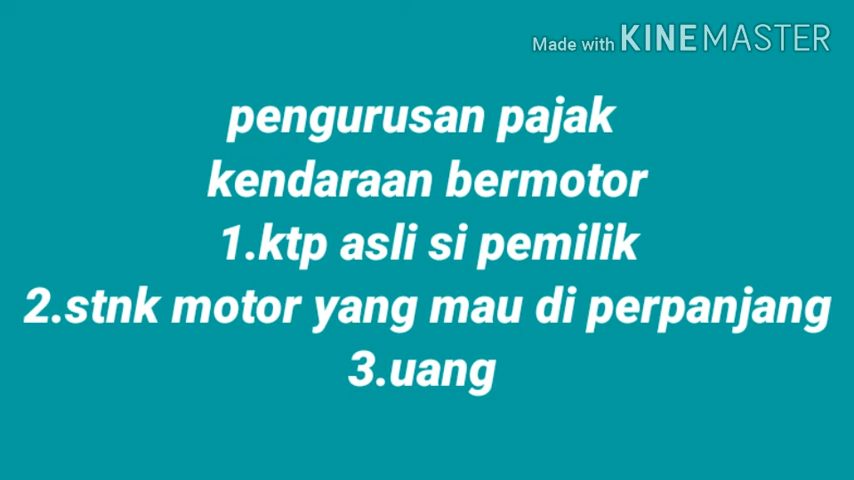 Made with KINEMASTER
pengurusan pajak
kendaraan bermotor
1.ktp asli si pemilik
2.stnk motor yang mau di perpanjang
3.uang